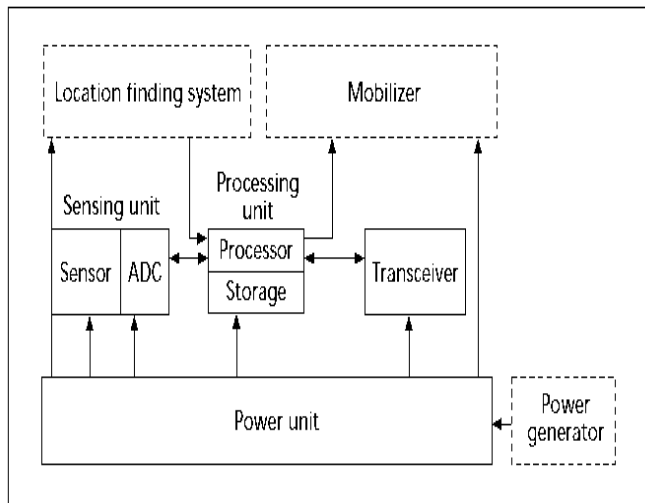 Location finding system
Mobilizer
Sensing unit
Processing
unit
Sensor
ADC
Processor
Storage
Transceiver
Power unit
Power
generator